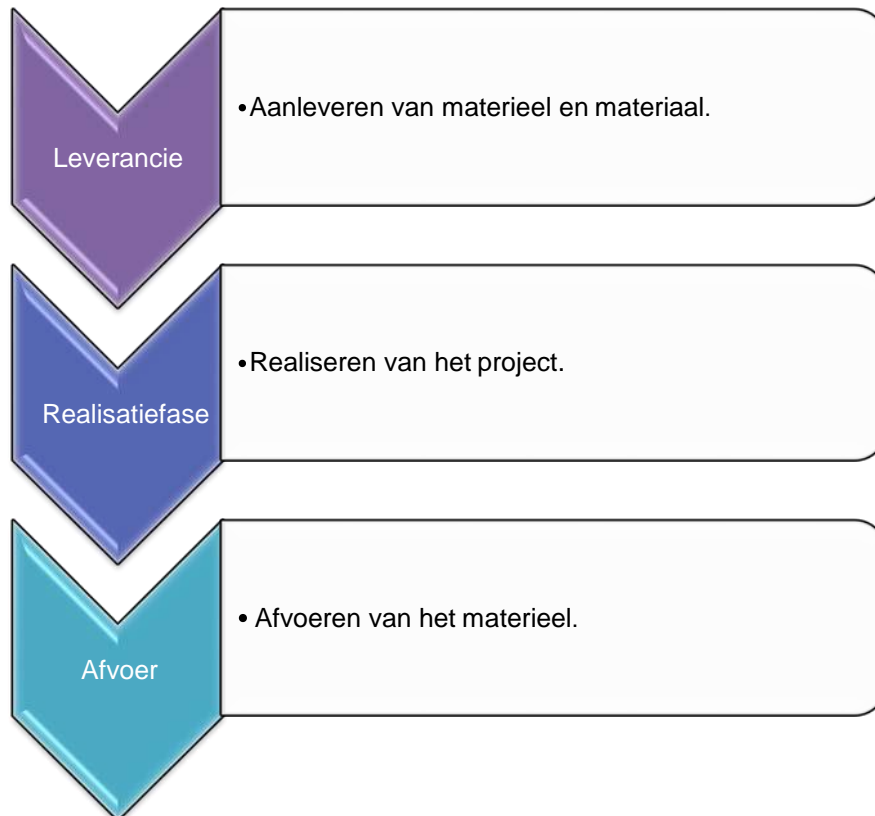 Leverancie
•Aanleveren van materieel en materiaal.
Realisatiefase
•Realiseren van het project.
Afvoer
• Afvoeren van het materieel.